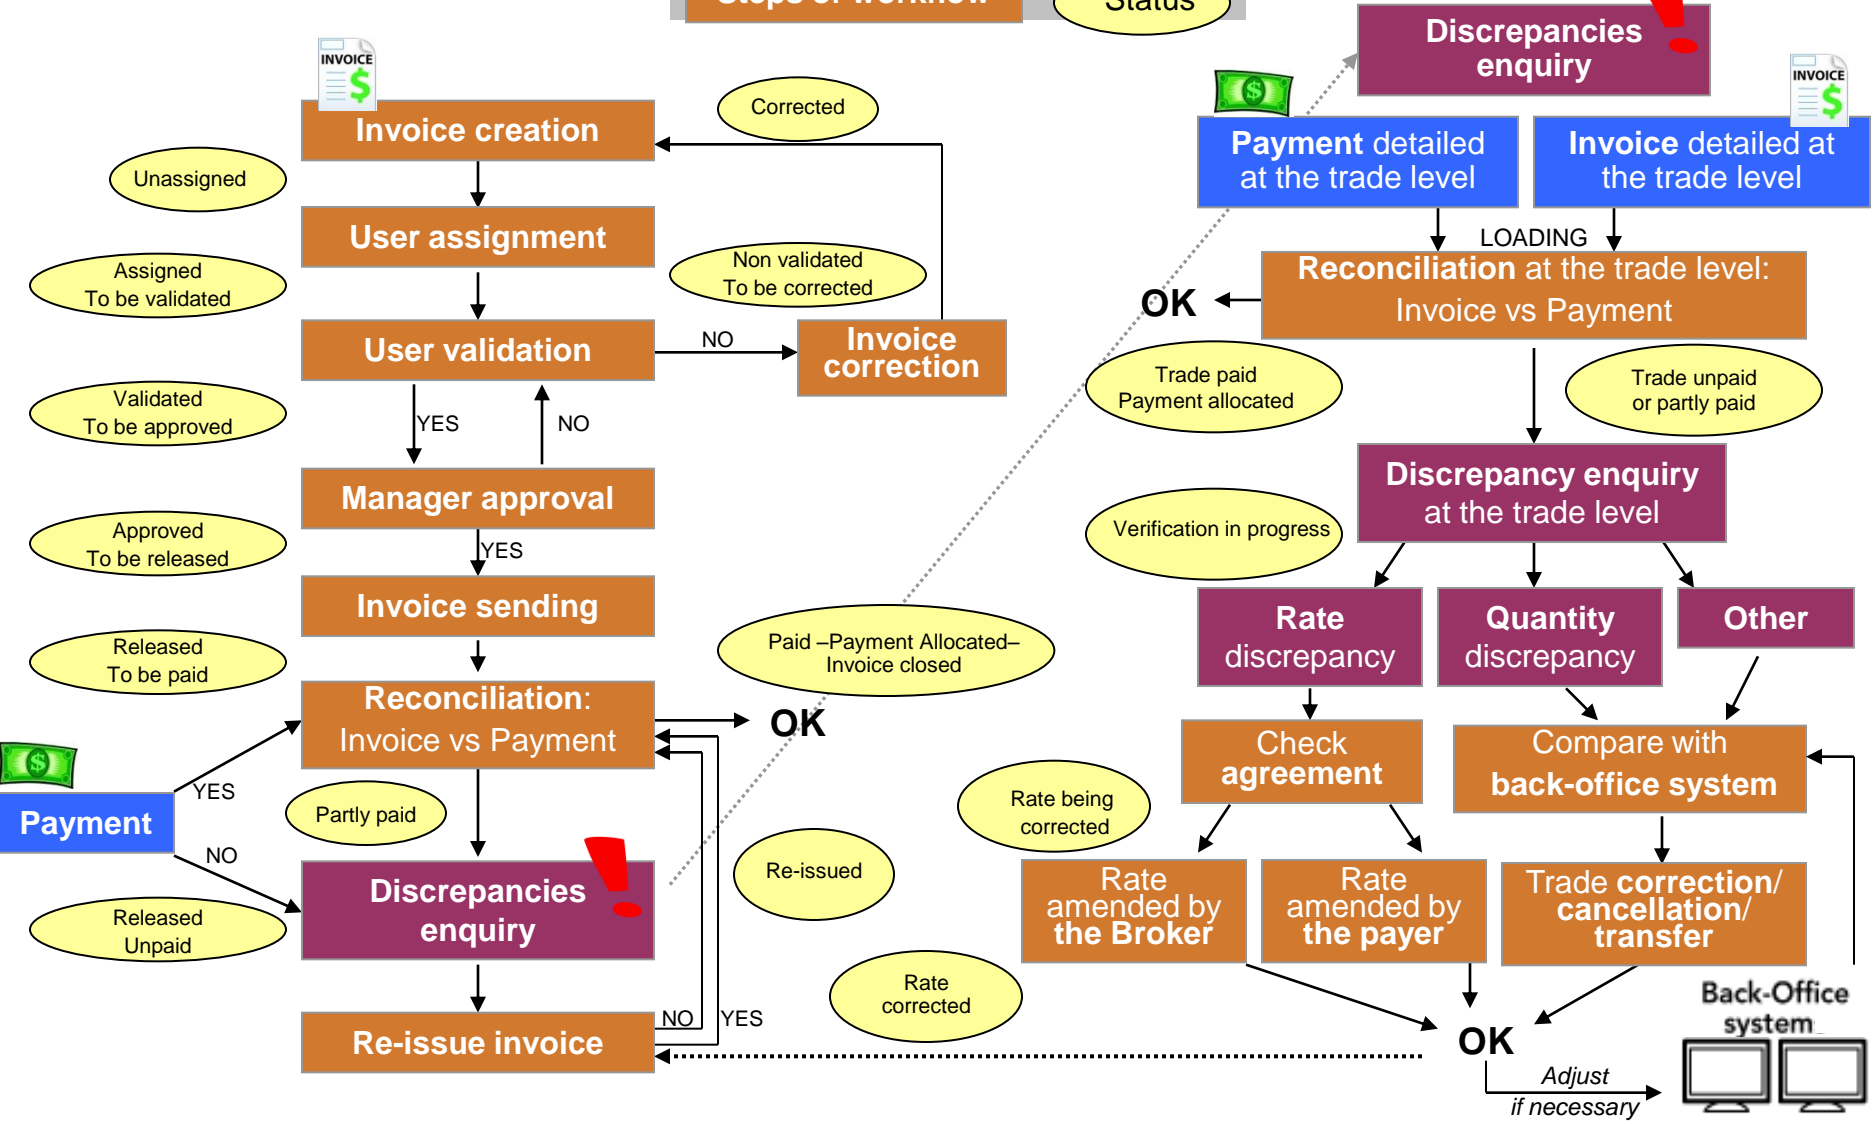 Steps of workflow
Status
Discrepancies
enquiry
INVOICE
$
INVOICE
$
Invoice creation
Corrected
Payment detailed
at the trade level
Invoice detailed at
the trade level
Unassigned
User assignment
LOADING
Non validated
To be corrected
Reconciliation at the trade level:
Invoice vs Payment
OK
Assigned
To be validated
User validation
NO
Invoice
correction
Trade paid
Payment allocated
Trade unpaid
or partly paid
Validated
To be approved
YES
NO
Discrepancy enquiry
at the trade level
Manager approval
Verification in progress
Approved
To be released
YES
Invoice sending
Rate
discrepancy
Quantity
discrepancy
Other
Released
To be paid
Paid –Payment Allocated–
Invoice closed
Reconciliation:
Invoice vs Payment
OK
Check
agreement
Compare with
back-office system
$
Payment
YES
NO
Partly paid
Rate being
corrected
Re-issued
Discrepancies
enquiry
Rate
amended by
the Broker
Rate
amended by
the payer
Trade correction/
cancellation/
transfer
Released
Unpaid
Rate
corrected
Back-Office
system
Re-issue invoice
NO
YES
OK
Adjust
if necessary